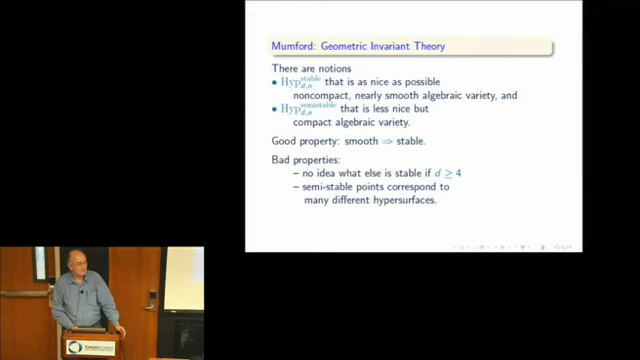 Mumford: Geometric Invariant Theory
There are notions
• Hyp^{stable}_{d,n} that is as nice as possible
noncompact, nearly smooth algebraic variety, and
• Hyp^{semistable}_{d,n} that is less nice but
compact algebraic variety.
Good property: smooth ⇒ stable.
Bad properties:
– no idea what else is stable if d ≥ 4
– semi-stable points correspond to
many different hypersurfaces.